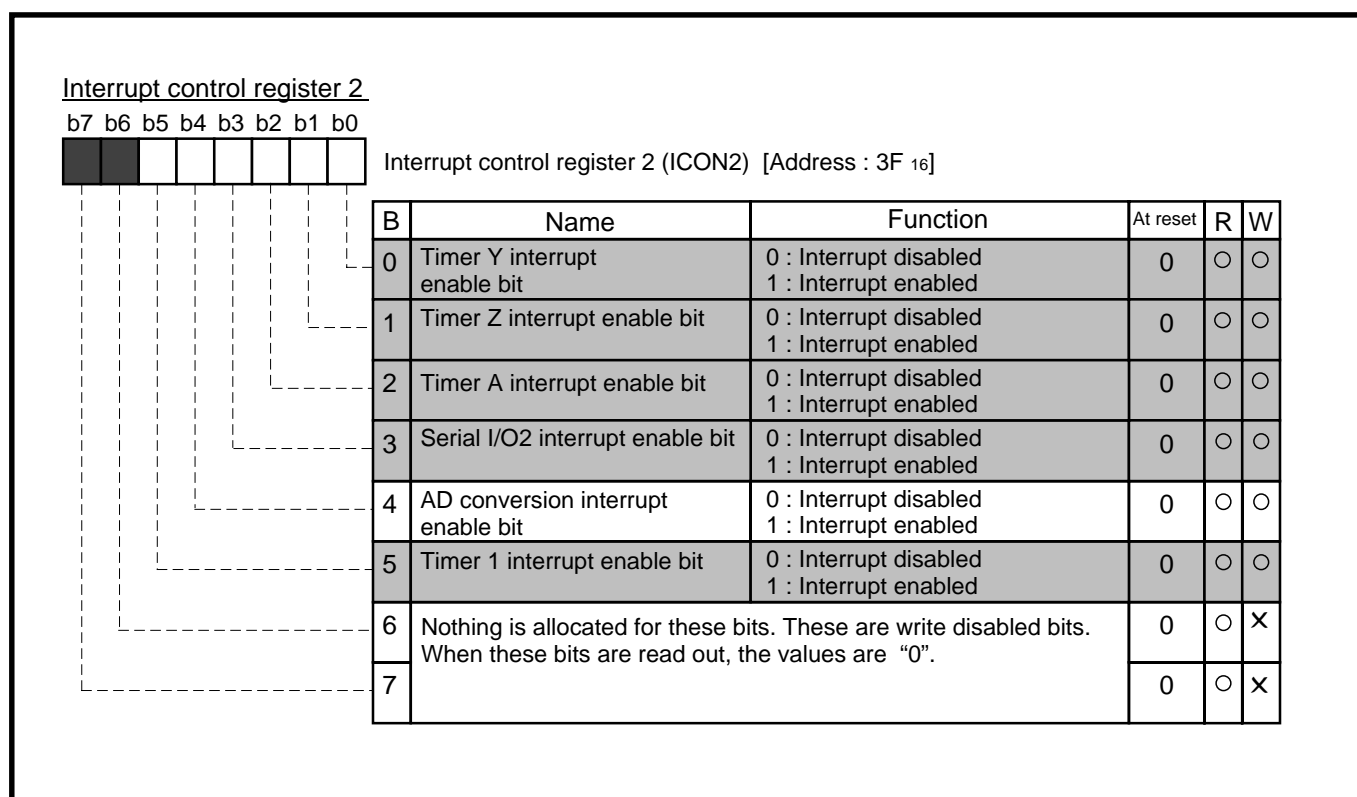 Interrupt control register 2
b7 b6 b5 b4 b3 b2 b1 b0
Interrupt control register 2 (ICON2) [Address : 3F 16]
B Name Function At reset R W
0 Timer Y interrupt enable bit 0 : Interrupt disabled 1 : Interrupt enabled 0 ○ ○
1 Timer Z interrupt enable bit 0 : Interrupt disabled 1 : Interrupt enabled 0 ○ ○
2 Timer A interrupt enable bit 0 : Interrupt disabled 1 : Interrupt enabled 0 ○ ○
3 Serial I/O2 interrupt enable bit 0 : Interrupt disabled 1 : Interrupt enabled 0 ○ ○
4 AD conversion interrupt enable bit 0 : Interrupt disabled 1 : Interrupt enabled 0 ○ ○
5 Timer 1 interrupt enable bit 0 : Interrupt disabled 1 : Interrupt enabled 0 ○ ○
6 Nothing is allocated for these bits. These are write disabled bits. 0 ○ ×
When these bits are read out, the values are “0”.
7 0 ○ ×